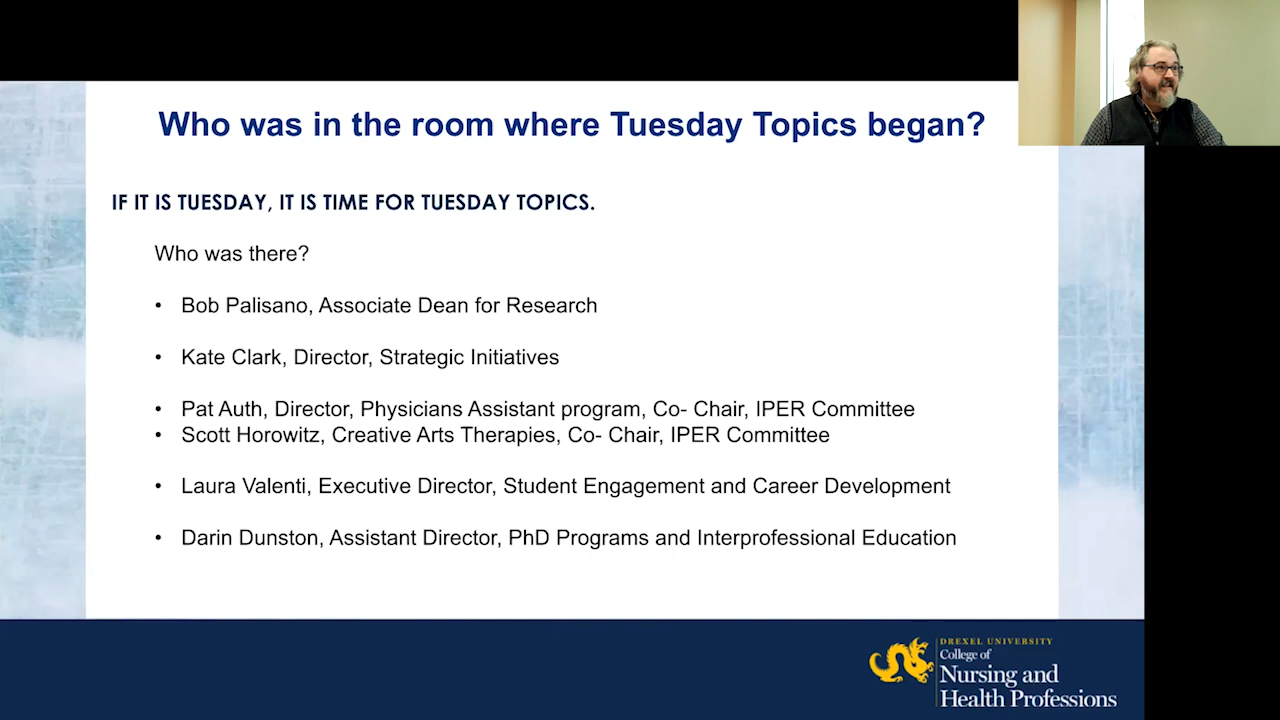 Who was in the room where Tuesday Topics began?
IF IT IS TUESDAY, IT IS TIME FOR TUESDAY TOPICS.
Who was there?
• Bob Palisano, Associate Dean for Research
• Kate Clark, Director, Strategic Initiatives
• Pat Auth, Director, Physicians Assistant program, Co- Chair, IPER Committee
• Scott Horowitz, Creative Arts Therapies, Co- Chair, IPER Committee
• Laura Valenti, Executive Director, Student Engagement and Career Development
• Darin Dunston, Assistant Director, PhD Programs and Interprofessional Education
DREXEL UNIVERSITY
College of
Nursing and
Health Professions